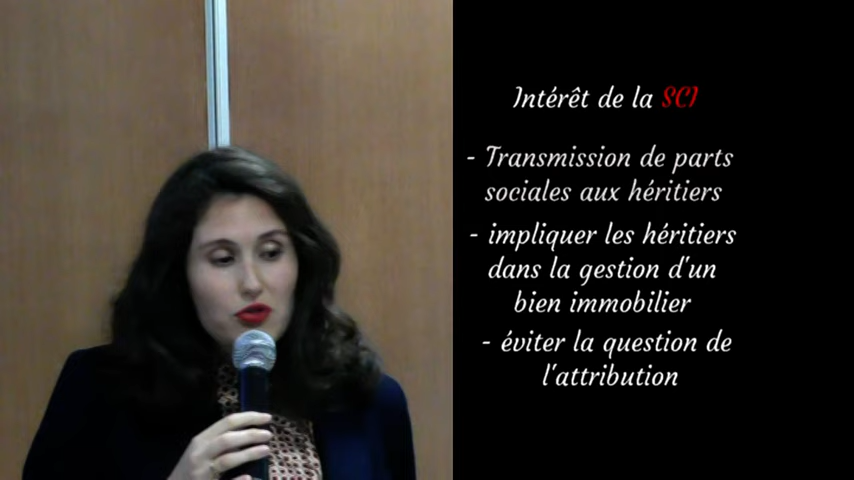 Intérêt de la SCI
- Transmission de parts
sociales aux héritiers
- impliquer les héritiers
dans la gestion d'un
bien immobilier
- éviter la question de
l'attribution